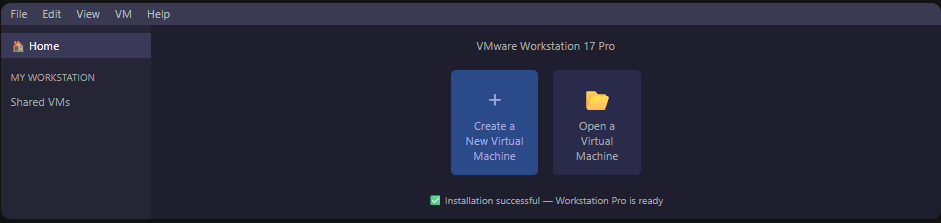 File Edit View VM Help
Home
MY WORKSTATION
Shared VMs
VMware Workstation 17 Pro
+
Create a
New Virtual
Machine
Open a
Virtual
Machine
✅ Installation successful — Workstation Pro is ready